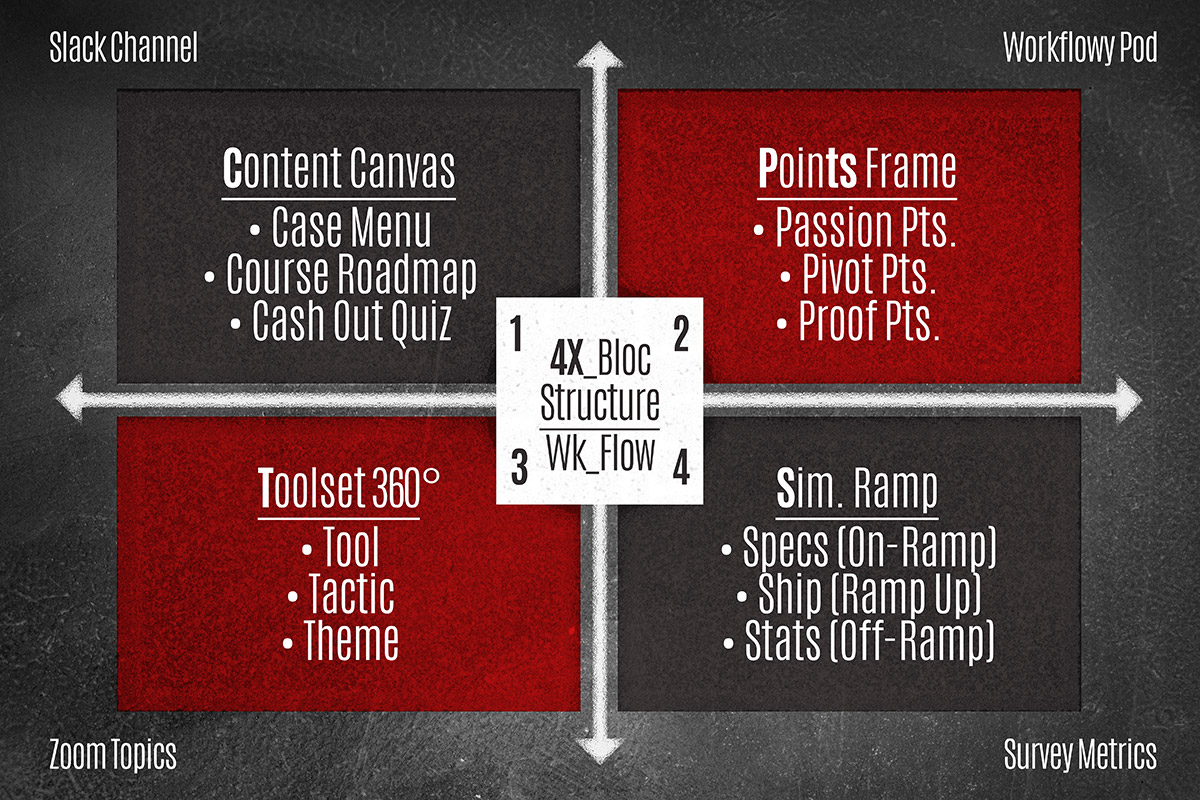 Slack Channel
Workflowy Pod
Content Canvas
• Case Menu
• Course Roadmap
• Cash Out Quiz
Points Frame
• Passion Pts.
• Pivot Pts.
• Proof Pts.
1
2
4X_Bloc
Structure
Wk_Flow
3
4
Toolset 360°
• Tool
• Tactic
• Theme
Sim. Ramp
• Specs (On-Ramp)
• Ship (Ramp Up)
• Stats (Off-Ramp)
Zoom Topics
Survey Metrics